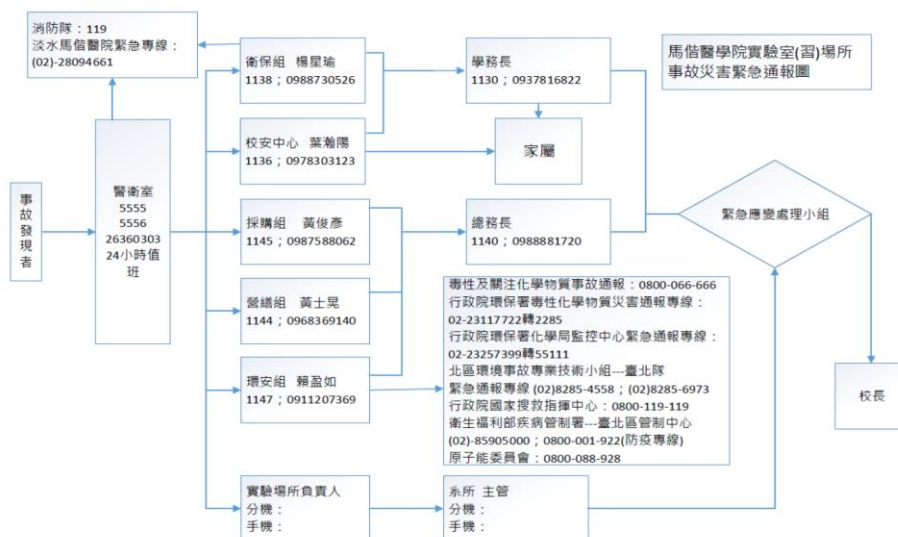 消防隊：119
淡水馬偕醫院緊急專線：
(02)-28094661
馬偕醫學院實驗室(習)場所
事故災害緊急通報圖
衛保組 楊星瑜
1138；0988730526
學務長
1130；0937816822
校安中心 葉瀚陽
1136；0978303123
家屬
事故發現者
警衛室
5555
5556
26360303
24小時值
班
採購組 黃俊彥
1145；0987588062
總務長
1140；0988881720
緊急應變處理小組
營繕組 黃士晃
1144；0968369140
環安組 賴盈如
1147；0911207369
毒性及關注化學物質事故通報：0800-066-666
行政院環保署毒性化學物質災害通報專線：
02-23117722轉2285
行政院環保署化學局監控中心緊急通報專線：
02-23257399轉55111
北區環境事故專業技術小組---臺北隊
緊急通報專線 (02)8285-4558；(02)8285-6973
行政院國家搜救指揮中心：0800-119-119
衛生福利部疾病管制署---臺北區管制中心
(02)-85905000；0800-001-922(防疫專線)
原子能委員會：0800-088-928
校長
實驗場所負責人
分機：
手機：
系所 主管
分機：
手機：